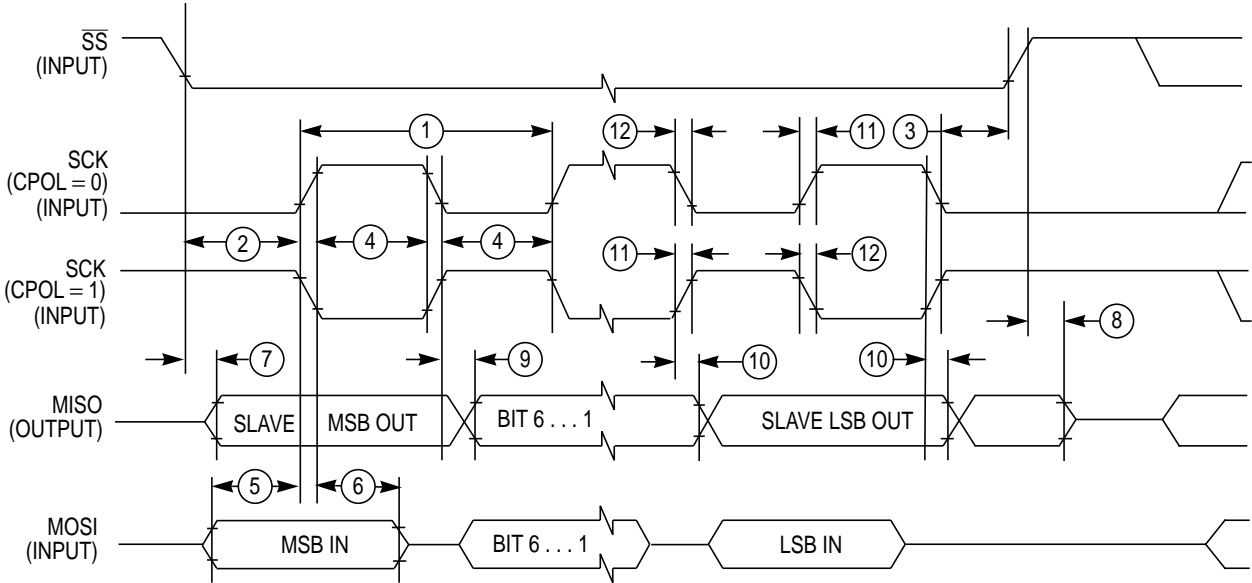 SS
(INPUT)
1
12
11
3
SCK
(CPOL = 0)
(INPUT)
2
4
4
11
12
SCK
(CPOL = 1)
(INPUT)
8
7
9
10
10
MISO
(OUTPUT)
SLAVE
MSB OUT
BIT 6 . . . 1
SLAVE LSB OUT
5
6
MOSI
(INPUT)
MSB IN
BIT 6 . . . 1
LSB IN